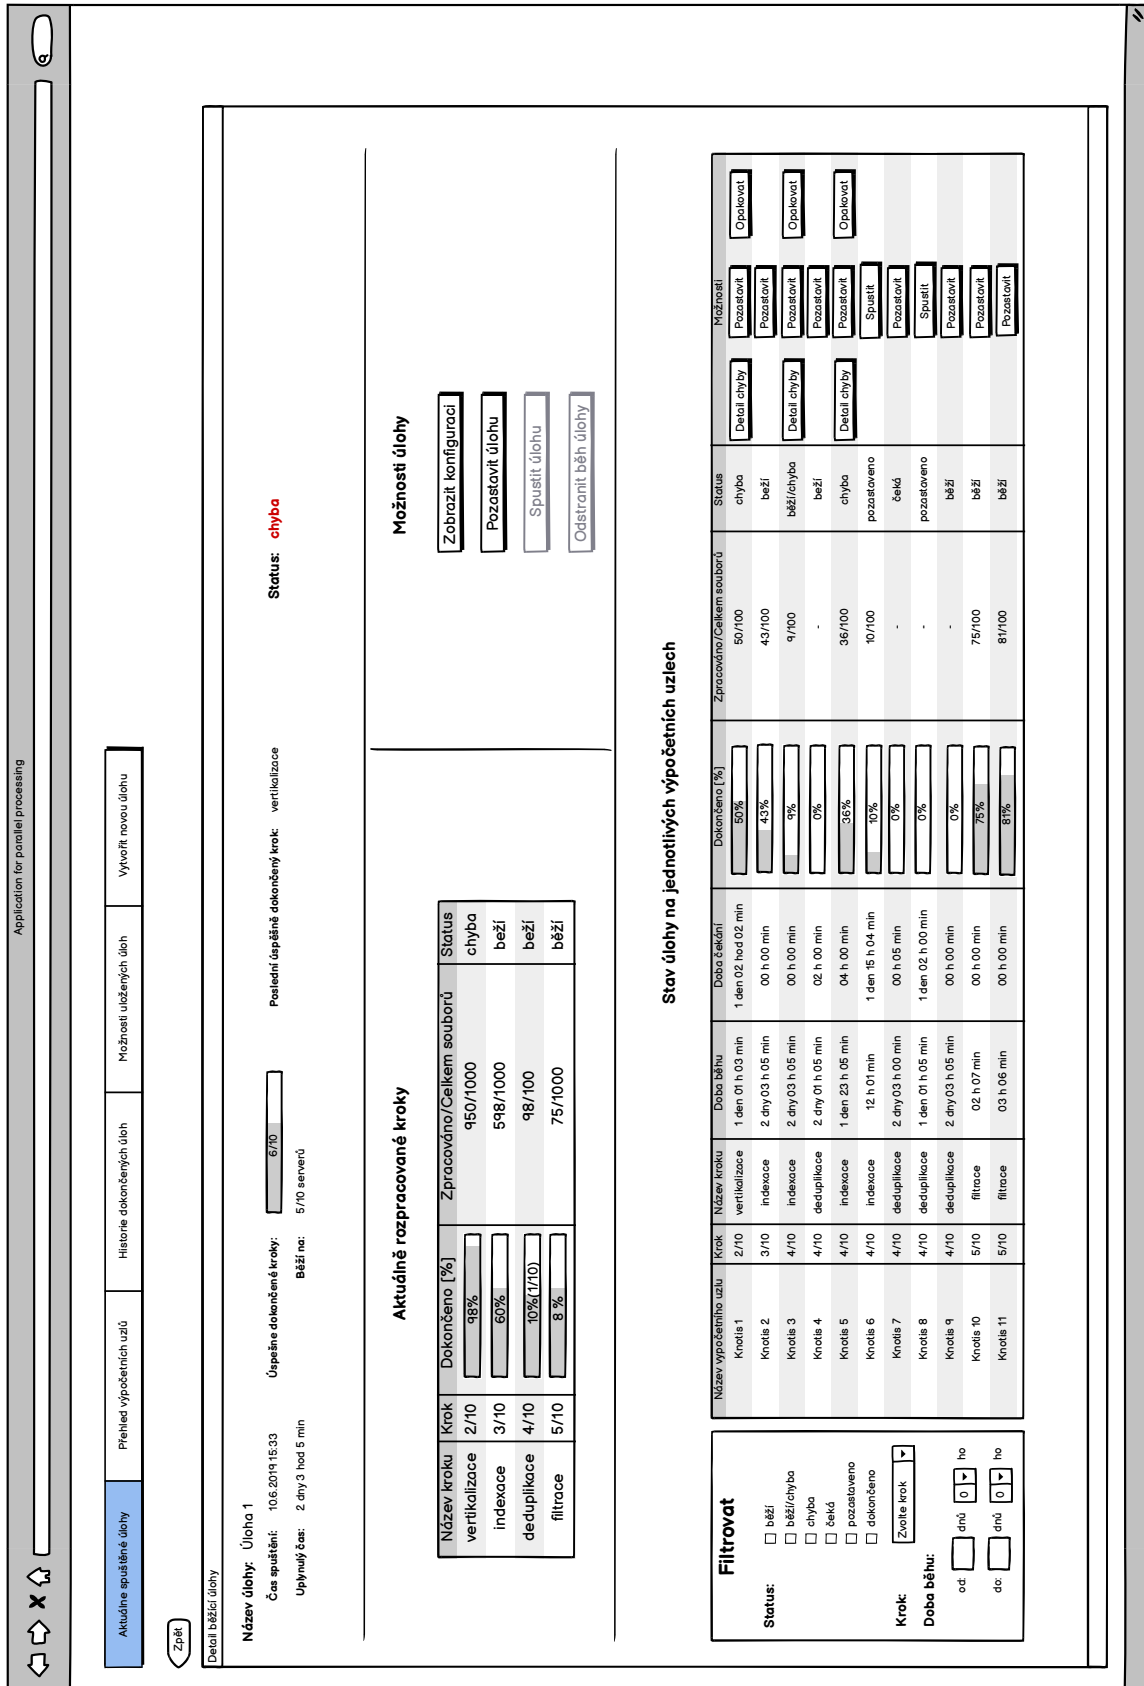 Application for parallel processing
Aktuálne spuštěné úlohy Přehled výpočetních uzlů Historie dokončených úloh Možnosti uložených úloh Vytvořit novou úlohu
Zpět
Detail běžící úlohy
Název úlohy: Úloha 1
Čas spuštění: 10.6.2019 15:33 Úspešne dokončené kroky: 6/10 Poslední úspěšně dokončený krok: vertikalizace Status: chyba
Uplynulý čas: 2 dny 3 hod 5 min Běží na: 5/10 serverů
Aktuálně rozpracované kroky
Název kroku Krok Dokončeno [%] Zpracováno/Celkem souborů Status
vertikalizace 2/10 98% 950/1000 chyba
indexace 3/10 60% 598/1000 beží
deduplikace 4/10 10%(1/10) 98/100 beží
filtrace 5/10 8 % 75/1000 běží
Možnosti úlohy
Zobrazit konfiguraci
Pozastavit úlohu
Spustit úlohu
Odstranit běh úlohy
Stav úlohy na jednotlivých výpočetních uzlech
Filtrovat
Status:
běží
běží/chyba
chyba
čeká
pozastaveno
dokončeno
Krok: Zvolte krok
Doba běhu:
od: dnů 0 ho
do: dnů 0 ho
Název vypočetního uzlu Krok Název kroku Doba běhu Doba čekání Dokončeno [%] Zpracováno/Celkem souborů Status Možnosti
Knotis 1 2/10 vertikalizace 1 den 01 h 03 min 1 den 02 hod 02 min 50% 50/100 chyba Detail chyby Pozastavit Opakovat
Knotis 2 3/10 indexace 2 dny 03 h 05 min 00 h 00 min 43% 43/100 beží Pozastavit
Knotis 3 4/10 indexace 2 dny 03 h 05 min 00 h 00 min 9% 9/100 běží/chyba Detail chyby Pozastavit Opakovat
Knotis 4 4/10 deduplikace 2 dny 01 h 05 min 02 h 00 min 0% - beží Pozastavit
Knotis 5 4/10 indexace 1 den 23 h 05 min 04 h 00 min 36% 36/100 chyba Detail chyby Pozastavit Opakovat
Knotis 6 4/10 indexace 12 h 01 min 1 den 15 h 04 min 10% 10/100 pozastaveno Spustit
Knotis 7 4/10 deduplikace 2 dny 03 h 00 min 00 h 05 min 0% - čeká Pozastavit
Knotis 8 4/10 deduplikace 1 den 01 h 05 min 1 den 02 h 00 min 0% - pozastaveno Spustit
Knotis 9 4/10 deduplikace 2 dny 03 h 05 min 00 h 00 min 0% - běží Pozastavit
Knotis 10 5/10 filtrace 02 h 07 min 00 h 00 min 75% 75/100 běží Pozastavit
Knotis 11 5/10 filtrace 03 h 06 min 00 h 00 min 81% 81/100 běží Pozastavit